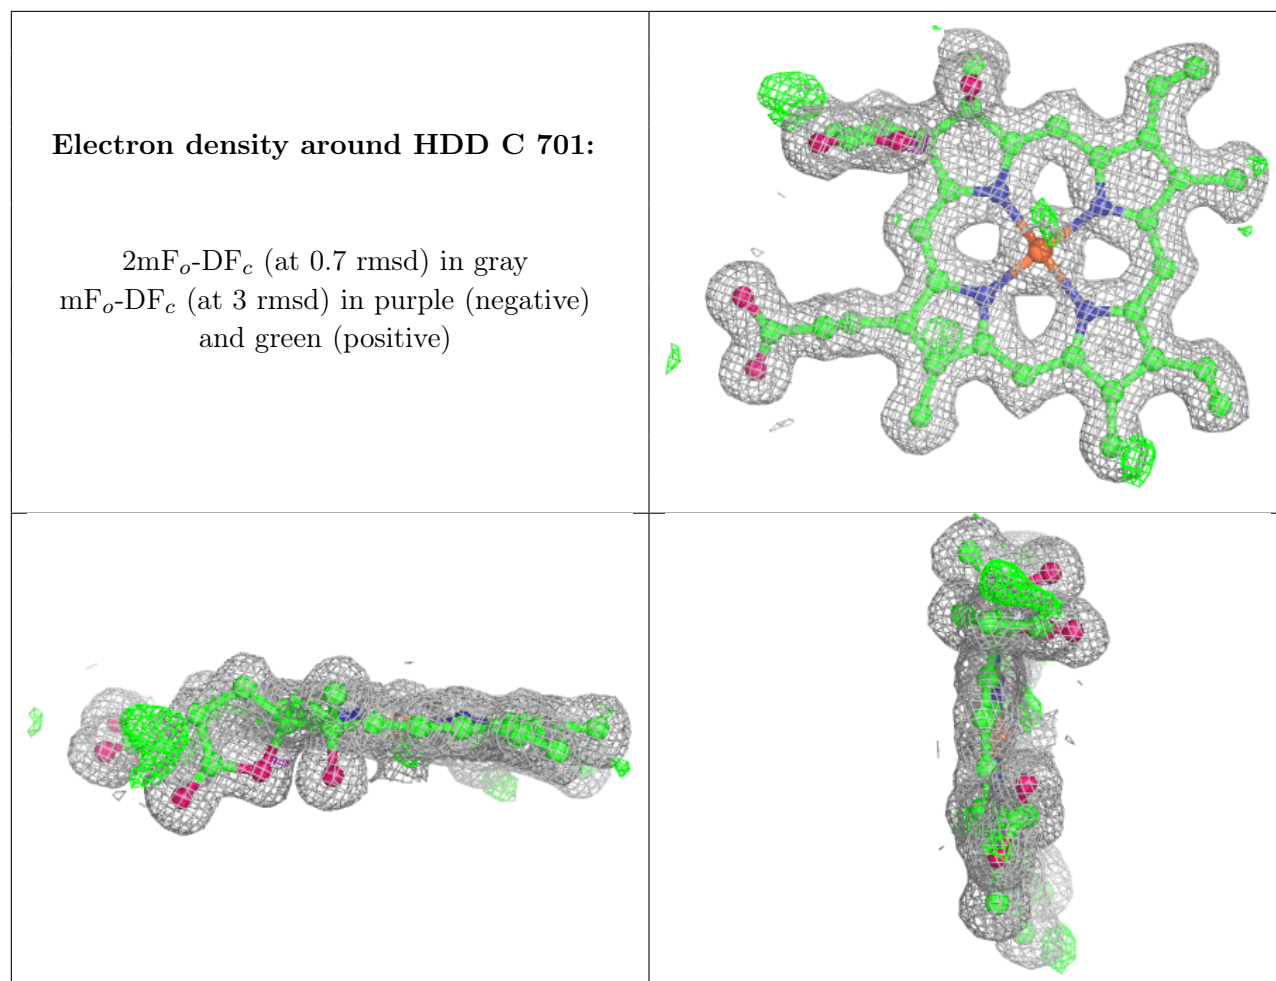 Electron density around HDD C 701:
2mFₒ-DF𝒸 (at 0.7 rmsd) in gray
mFₒ-DF𝒸 (at 3 rmsd) in purple (negative)
and green (positive)